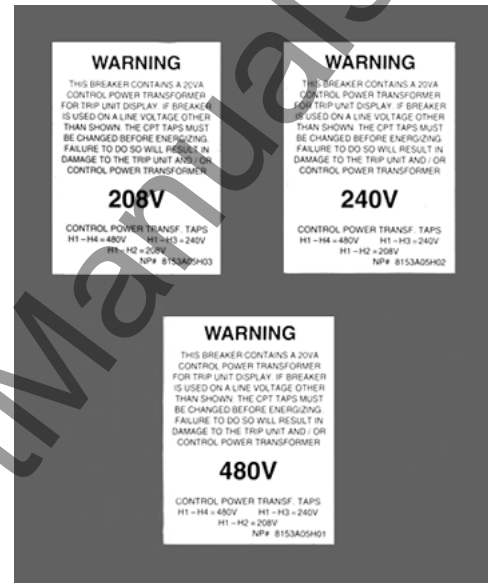 WARNING
THIS BREAKER CONTAINS A 20VA
CONTROL POWER TRANSFORMER
FOR TRIP UNIT DISPLAY. IF BREAKER
IS USED ON A LINE VOLTAGE OTHER
THAN SHOWN THE CPT TAPS MUST
BE CHANGED BEFORE ENERGIZING.
FAILURE TO DO SO WILL RESULT IN
DAMAGE TO THE TRIP UNIT AND / OR
CONTROL POWER TRANSFORMER
208V
CONTROL POWER TRANSF. TAPS
H1–H4=480V H1–H3=240V
H1–H2=208V
NP# 8153A05H03
WARNING
THIS BREAKER CONTAINS A 20VA
CONTROL POWER TRANSFORMER
FOR TRIP UNIT DISPLAY. IF BREAKER
IS USED ON A LINE VOLTAGE OTHER
THAN SHOWN THE CPT TAPS MUST
BE CHANGED BEFORE ENERGIZING.
FAILURE TO DO SO WILL RESULT IN
DAMAGE TO THE TRIP UNIT AND / OR
CONTROL POWER TRANSFORMER
240V
CONTROL POWER TRANSF. TAPS
H1–H4=480V H1–H3=240V
H1–H2=208V
NP# 8153A05H02
WARNING
THIS BREAKER CONTAINS A 20VA
CONTROL POWER TRANSFORMER
FOR TRIP UNIT DISPLAY. IF BREAKER
IS USED ON A LINE VOLTAGE OTHER
THAN SHOWN THE CPT TAPS MUST
BE CHANGED BEFORE ENERGIZING.
FAILURE TO DO SO WILL RESULT IN
DAMAGE TO THE TRIP UNIT AND / OR
CONTROL POWER TRANSFORMER
480V
CONTROL POWER TRANSF. TAPS
H1–H4=480V H1–H3=240V
H1–H2=208V
NP# 8153A05H01